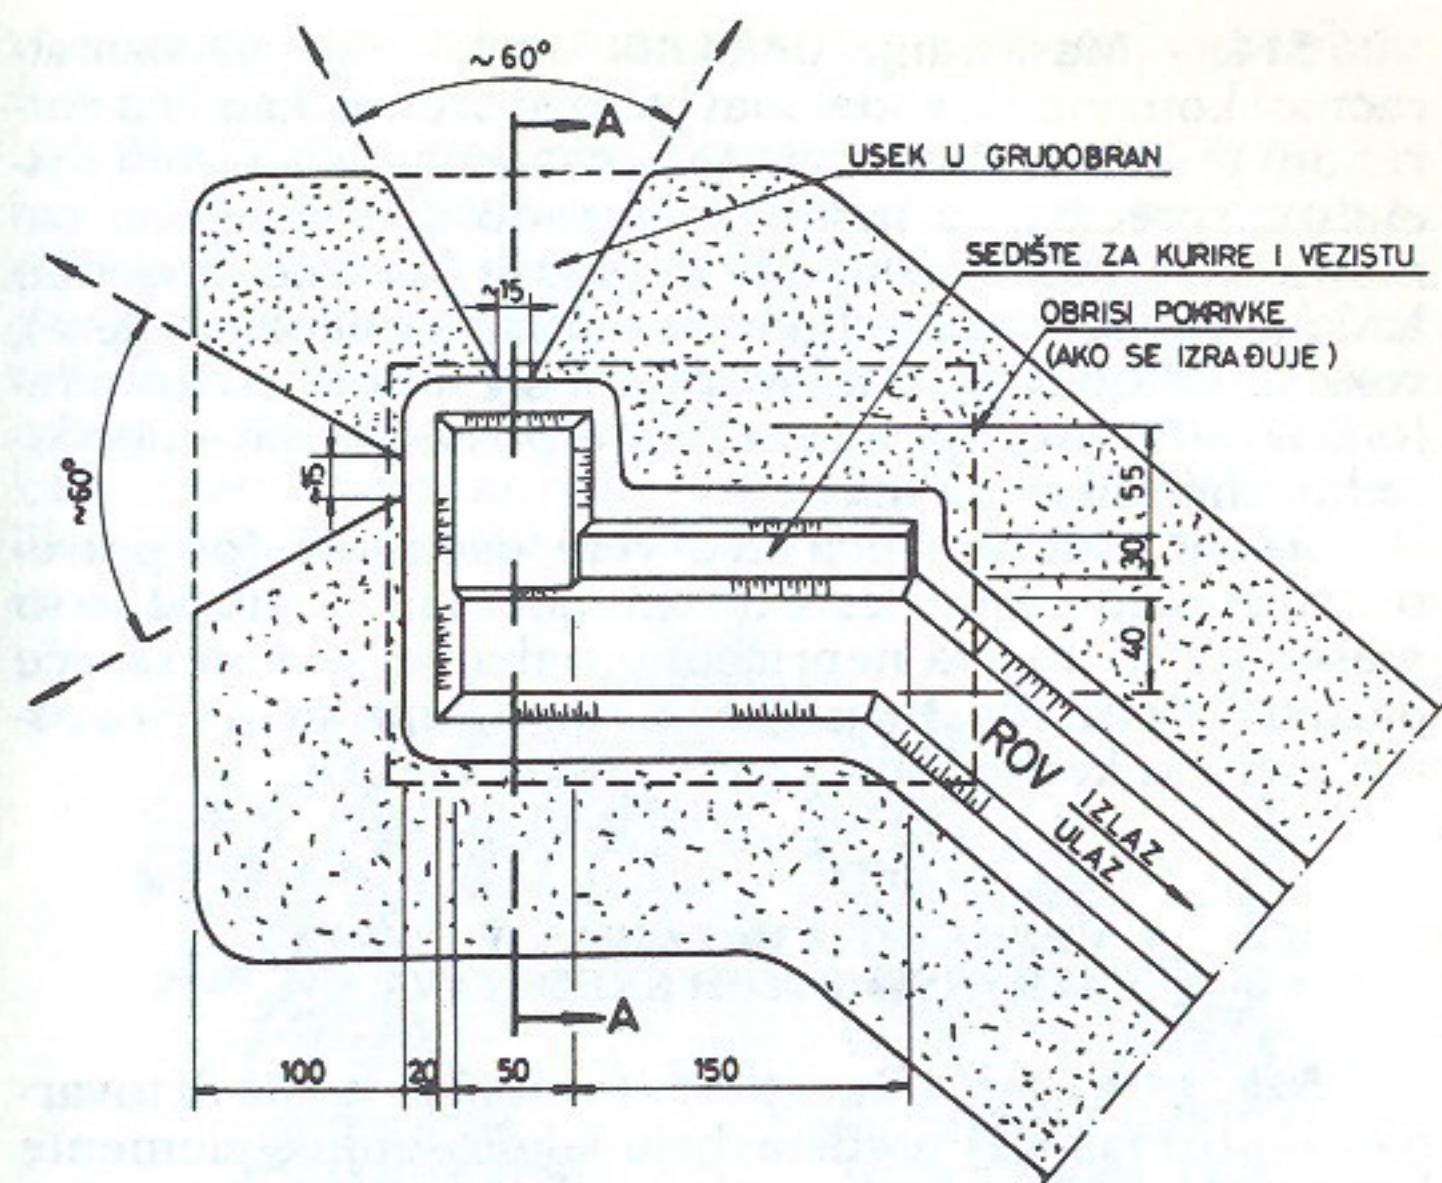 ~60°
A
USEK U GRUDOBRAN
SEDIŠTE ZA KURIRE I VEZISTU
~15
OBRISI POKRIVKE
(AKO SE IZRAĐUJE)
~60°
~15
55
30
40
ROV
IZLAZ
ULAZ
A
100
20
50
150